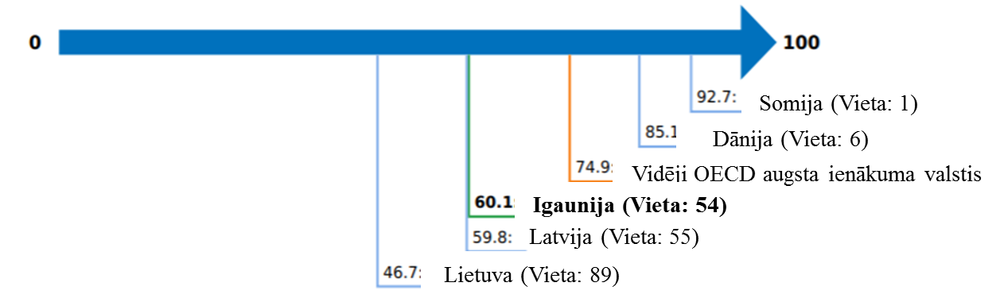 0
100
92.7: Somija (Vieta: 1)
85.1 Dānija (Vieta: 6)
74.9: Vidēji OECD augsta ienākuma valstis
60.1 Igaunija (Vieta: 54)
59.8: Latvija (Vieta: 55)
46.7: Lietuva (Vieta: 89)